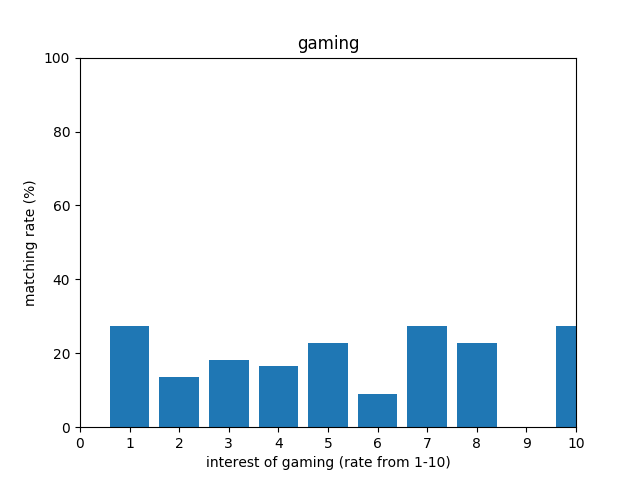 gaming
100
80
60
40
20
0
matching rate (%)
0 1 2 3 4 5 6 7 8 9 10
interest of gaming (rate from 1-10)